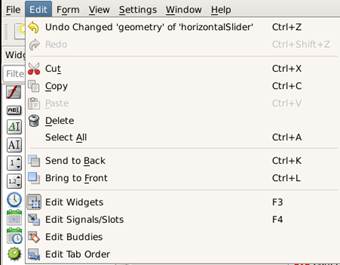 File Edit Form View Settings Window Help
Undo Changed 'geometry' of 'horizontalSlider' Ctrl+Z
Redo Ctrl+Shift+Z
Widg
Cut Ctrl+X
Filte
Copy Ctrl+C
Paste Ctrl+V
Delete
Select All Ctrl+A
Send to Back Ctrl+K
Bring to Front Ctrl+L
Edit Widgets F3
Edit Signals/Slots F4
Edit Buddies
Edit Tab Order